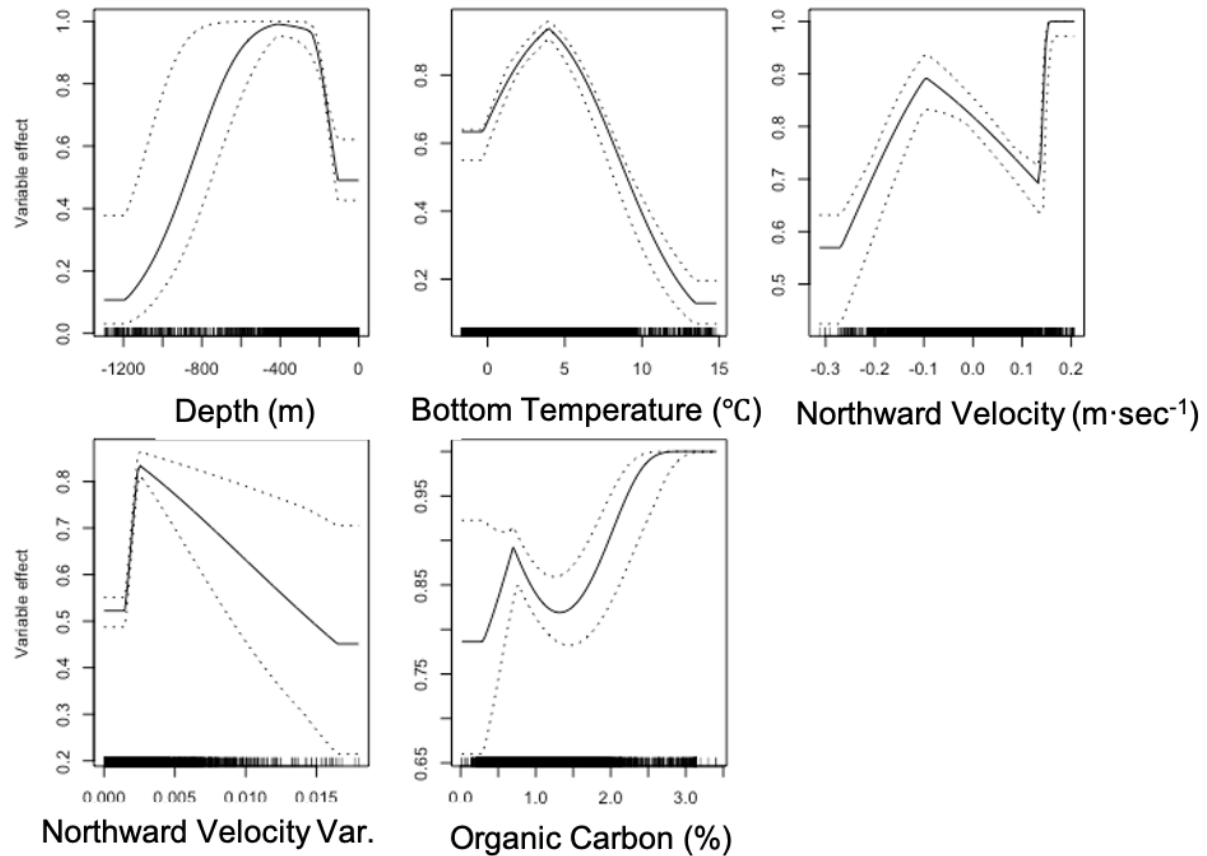 Variable effect
0.0 0.2 0.4 0.6 0.8 1.0
-1200 -800 -400 0
Depth (m)
0.2 0.4 0.6 0.8
0 5 10 15
Bottom Temperature (℃)
0.5 0.6 0.7 0.8 0.9 1.0
-0.3 -0.2 -0.1 0.0 0.1 0.2
Northward Velocity (m·sec-1)
Variable effect
0.2 0.3 0.4 0.5 0.6 0.7 0.8
0.000 0.005 0.010 0.015
Northward Velocity Var.
0.65 0.75 0.85 0.95
0.0 1.0 2.0 3.0
Organic Carbon (%)